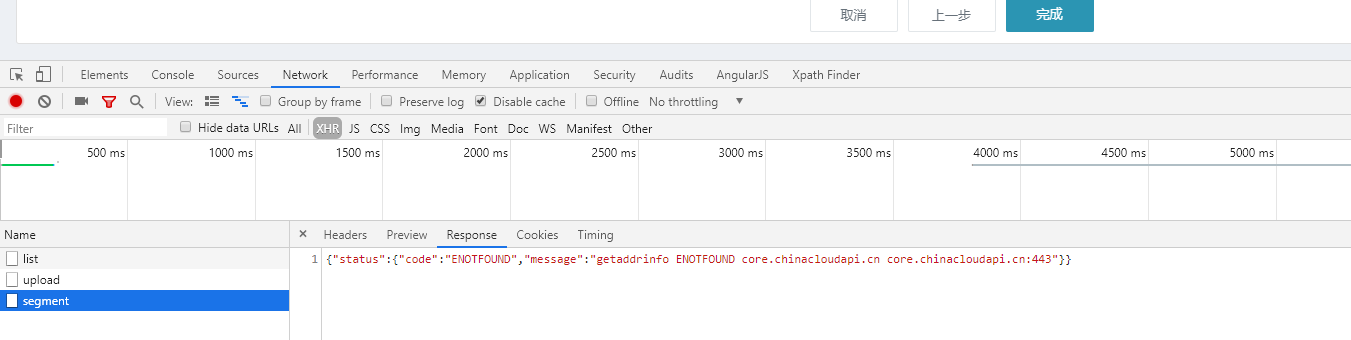 取消 上一步 完成
Elements Console Sources Network Performance Memory Application Security Audits AngularJS Xpath Finder
View: Group by frame Preserve log Disable cache Offline No throttling
Filter Hide data URLs All XHR JS CSS Img Media Font Doc WS Manifest Other
500 ms 1000 ms 1500 ms 2000 ms 2500 ms 3000 ms 3500 ms 4000 ms 4500 ms 5000 ms
Name × Headers Preview Response Cookies Timing
list 1 {"status":{"code":"ENOTFOUND","message":"getaddrinfo ENOTFOUND core.chinacloudapi.cn core.chinacloudapi.cn:443"}}
upload
segment